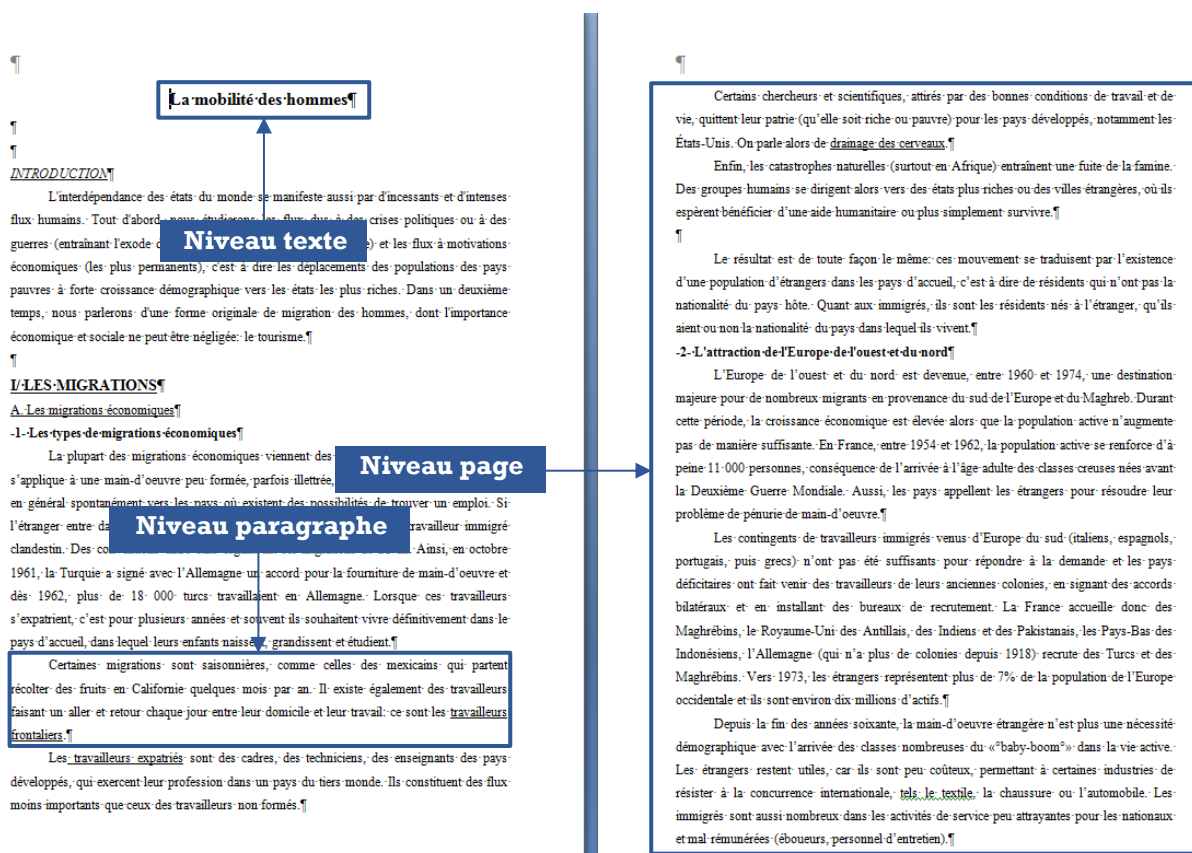 ¶
La·mobilité·des·hommes¶
¶
¶
INTRODUCTION¶
L'interdépendance des états du monde se manifeste aussi par d'incessants et d'intenses
flux humains. Tout d'abord, nous étudierons les flux dus à des crises politiques ou à des
guerres (entraînant l'exode et les flux à motivations
Niveau texte
économiques (les plus permanents), c'est à dire les déplacements des populations des pays
pauvres à forte croissance démographique vers les états les plus riches. Dans un deuxième
temps, nous parlerons d'une forme originale de migration des hommes, dont l'importance
économique et sociale ne peut être négligée: le tourisme.¶
¶
I/·LES·MIGRATIONS¶
A. Les migrations économiques¶
-1-·Les·types·de·migrations·économiques¶
La plupart des migrations économiques viennent des
s'applique à une main-d'oeuvre peu formée, parfois illettrée,
Niveau page
en général spontanément vers les pays où existent des possibilités de trouver un emploi. Si
l'étranger entre travailleur immigré
Niveau paragraphe
clandestin. Des Ainsi, en octobre
1961, la Turquie a signé avec l'Allemagne un accord pour la fourniture de main-d'oeuvre et
dès 1962, plus de 18 000 turcs travaillaient en Allemagne. Lorsque ces travailleurs
s'expatrient, c'est pour plusieurs années et souvent ils souhaitent vivre définitivement dans le
pays d'accueil, dans lequel leurs enfants naissent, grandissent et étudient.¶
Certaines migrations sont saisonnières, comme celles des mexicains qui partent
récolter des fruits en Californie quelques mois par an. Il existe également des travailleurs
faisant un aller et retour chaque jour entre leur domicile et leur travail: ce sont les travailleurs
frontaliers.¶
Les travailleurs expatriés sont des cadres, des techniciens, des enseignants des pays
développés, qui exercent leur profession dans un pays du tiers monde. Ils constituent des flux
moins importants que ceux des travailleurs non formés.¶
¶
Certains chercheurs et scientifiques, attirés par des bonnes conditions de travail et de
vie, quittent leur patrie (qu'elle soit riche ou pauvre) pour les pays développés, notamment les
États-Unis. On parle alors de drainage des cerveaux.¶
Enfin, les catastrophes naturelles (surtout en Afrique) entraînent une fuite de la famine.
Des groupes humains se dirigent alors vers des états plus riches ou des villes étrangères, où ils
espèrent bénéficier d'une aide humanitaire ou plus simplement survivre.¶
¶
Le résultat est de toute façon le même: ces mouvement se traduisent par l'existence
d'une population d'étrangers dans les pays d'accueil, c'est à dire de résidents qui n'ont pas la
nationalité du pays hôte. Quant aux immigrés, ils sont les résidents nés à l'étranger, qu'ils
aient ou non la nationalité du pays dans lequel ils vivent.¶
-2-·L'attraction·de·l'Europe·de·l'ouest·et·du·nord¶
L'Europe de l'ouest et du nord est devenue, entre 1960 et 1974, une destination
majeure pour de nombreux migrants en provenance du sud de l'Europe et du Maghreb. Durant
cette période, la croissance économique est élevée alors que la population active n'augmente
pas de manière suffisante. En France, entre 1954 et 1962, la population active se renforce d'à
peine 11 000 personnes, conséquence de l'arrivée à l'âge adulte des classes creuses nées avant
la Deuxième Guerre Mondiale. Aussi, les pays appellent les étrangers pour résoudre leur
problème de pénurie de main-d'oeuvre.¶
Les contingents de travailleurs immigrés venus d'Europe du sud (italiens, espagnols,
portugais, puis grecs) n'ont pas été suffisants pour répondre à la demande et les pays
déficitaires ont fait venir des travailleurs de leurs anciennes colonies, en signant des accords
bilatéraux et en installant des bureaux de recrutement. La France accueille donc des
Maghrébins, le Royaume-Uni des Antillais, des Indiens et des Pakistanais, les Pays-Bas des
Indonésiens, l'Allemagne (qui n'a plus de colonies depuis 1918) recrute des Turcs et des
Maghrébins. Vers 1973, les étrangers représentent plus de 7% de la population de l'Europe
occidentale et ils sont environ dix millions d'actifs.¶
Depuis la fin des années soixante, la main-d'oeuvre étrangère n'est plus une nécessité
démographique avec l'arrivée des classes nombreuses du «°baby-boom°» dans la vie active.
Les étrangers restent utiles, car ils sont peu coûteux, permettant à certaines industries de
résister à la concurrence internationale, tels le textile, la chaussure ou l'automobile. Les
immigrés sont aussi nombreux dans les activités de service peu attrayantes pour les nationaux
et mal rémunérées (éboueurs, personnel d'entretien).¶